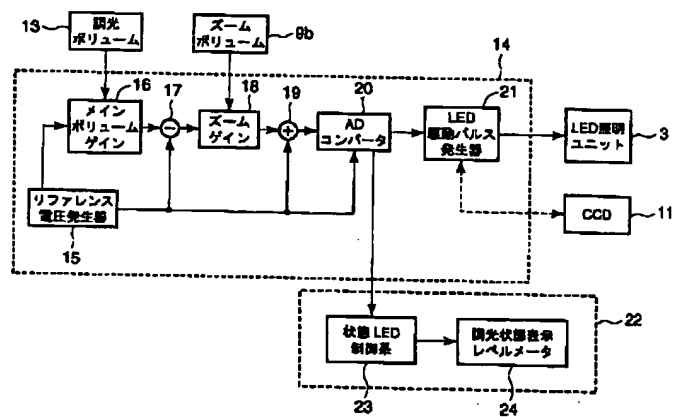 13
調光
ボリューム
ズーム
ボリューム
9b
14
16
17
18
19
20
21
メイン
ボリューム
ゲイン
−
ズーム
ゲイン
+
AD
コンバータ
LED
駆動パルス
発生器
LED照明
ユニット
3
リファレンス
電圧発生器
15
CCD
11
状態 LED
制御系
23
調光状態表示
レベルメータ
24
22